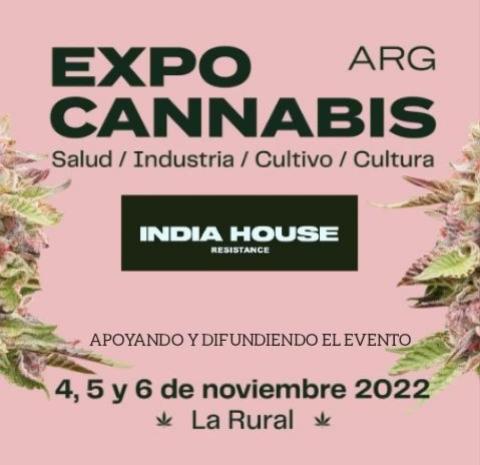 EXPO ARG
CANNABIS
Salud / Industria / Cultivo / Cultura
INDIA HOUSE
RESISTANCE
APOYANDO Y DIFUNDIENDO EL EVENTO
4, 5 y 6 de noviembre 2022
La Rural